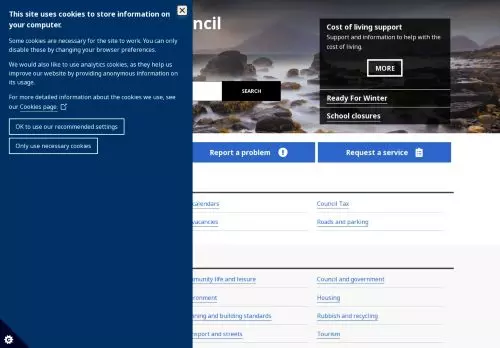 This site uses cookies to store information on
your computer.
Some cookies are necessary for the site to work. You can only
disable these by changing your browser preferences.
We would also like to use analytics cookies, as they help us
improve our website by providing anonymous information on
its usage.
For more detailed information about the cookies we use, see
our Cookies page.
OK to use our recommended settings
Only use necessary cookies
Cost of living support
Support and information to help with the
cost of living.
MORE
SEARCH
Ready For Winter
School closures
Report a problem
Request a service
calendars
Council Tax
vacancies
Roads and parking
munity life and leisure
Council and government
ronment
Housing
ning and building standards
Rubbish and recycling
sport and streets
Tourism